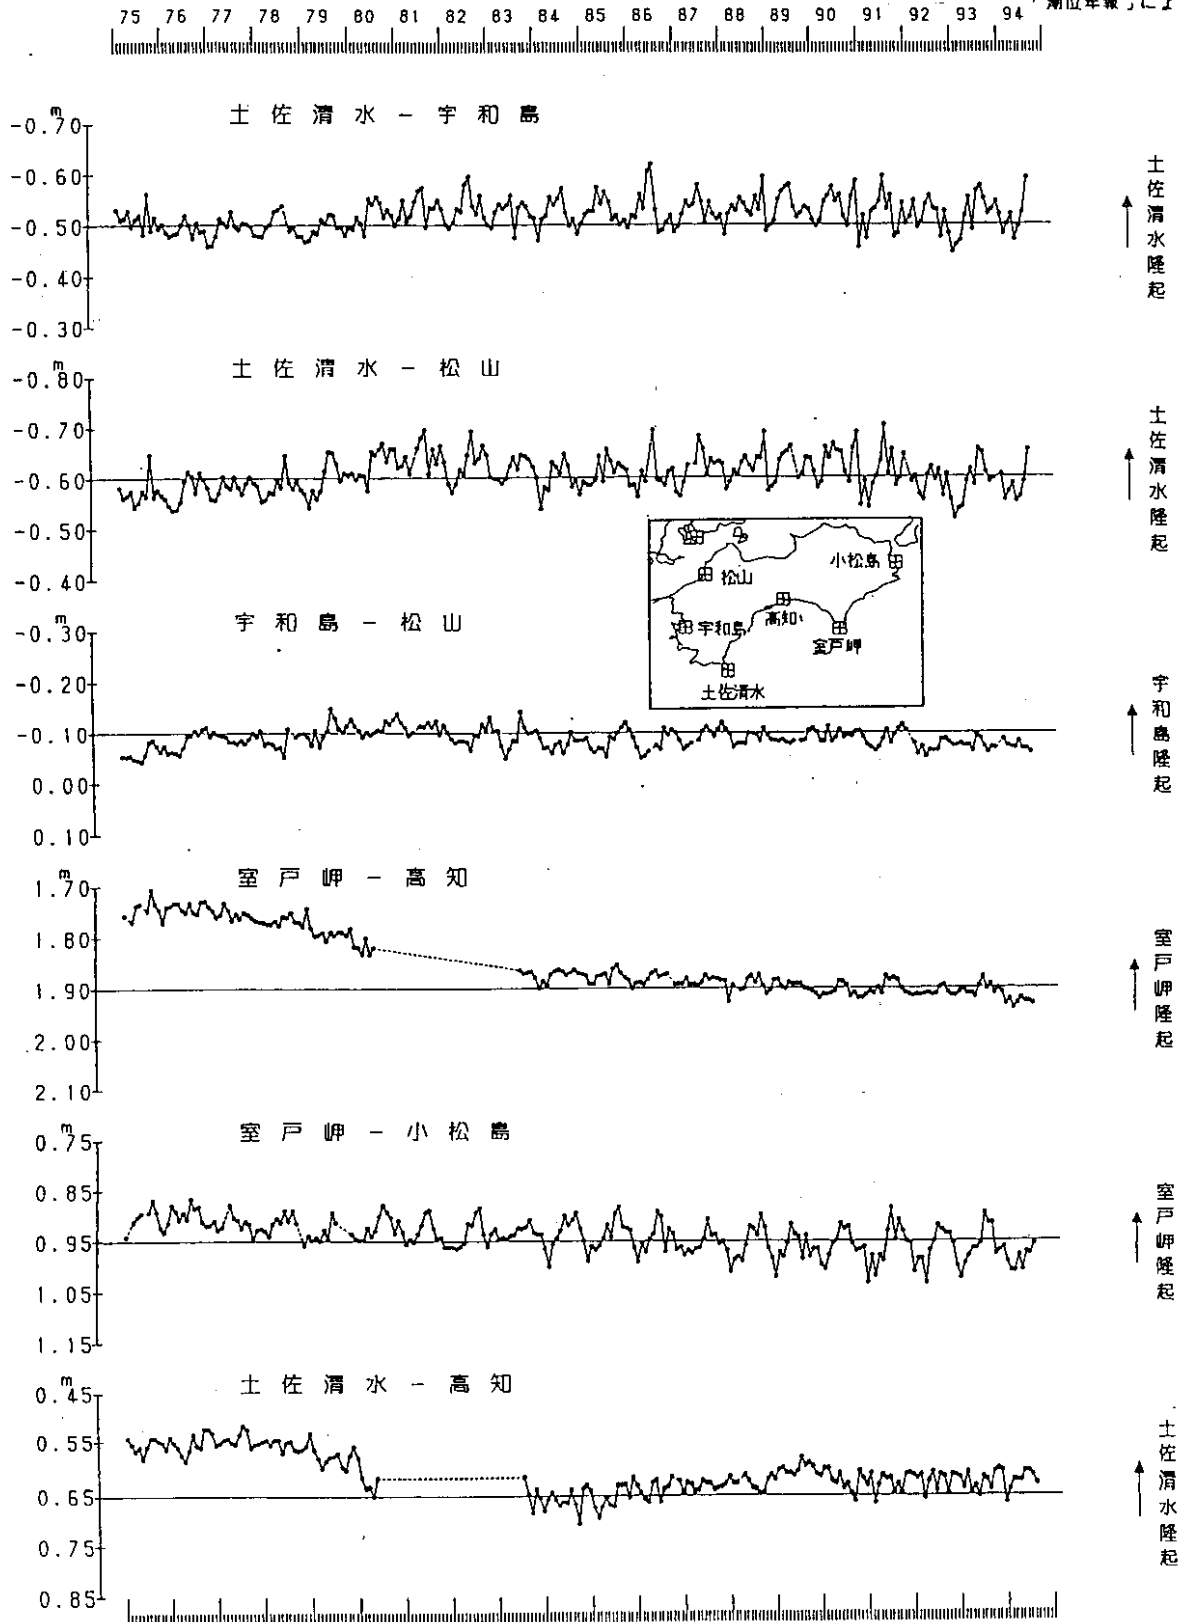 75 76 77 78 79 80 81 82 83 84 85 86 87 88 89 90 91 92 93 94
「潮位年報」によ
土佐清水－宇和島
m
-0.70
-0.60
-0.50
-0.40
-0.30
土佐清水隆起
土佐清水－松山
m
-0.80
-0.70
-0.60
-0.50
-0.40
土佐清水隆起
松山
小松島
宇和島
高知
室戸岬
土佐清水
宇和島－松山
m
-0.30
-0.20
-0.10
0.00
0.10
宇和島隆起
室戸岬－高知
m
1.70
1.80
1.90
2.00
2.10
室戸岬隆起
室戸岬－小松島
m
0.75
0.85
0.95
1.05
1.15
室戸岬隆起
土佐清水－高知
m
0.45
0.55
0.65
0.75
0.85
土佐清水隆起